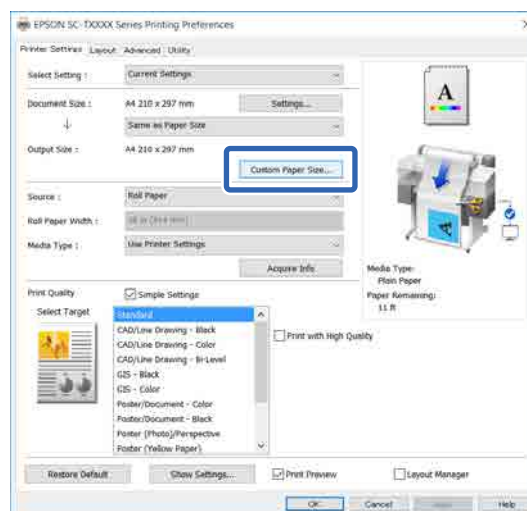 EPSON SC-TXXXX Series Printing Preferences
Printer Settings Layout Advanced Utility
Select Setting : Current Settings
Document Size : A4 210 x 297 mm Settings...
Same as Paper Size
Output Size : A4 210 x 297 mm
Custom Paper Size...
Source : Roll Paper
Roll Paper Width :
Media Type : Use Printer Settings
Acquire Info
A
Media Type:
Plain Paper
Paper Remaining:
11 ft
Print Quality Simple Settings
Select Target
Standard
CAD/Line Drawing - Black
CAD/Line Drawing - Color
CAD/Line Drawing - Bi-Level
GIS - Black
GIS - Color
Poster/Document - Color
Poster/Document - Black
Poster (Photo)/Perspective
Poster (Yellow Paper)
Print with High Quality
Restore Default Show Settings... Print Preview Layout Manager
OK Cancel Help